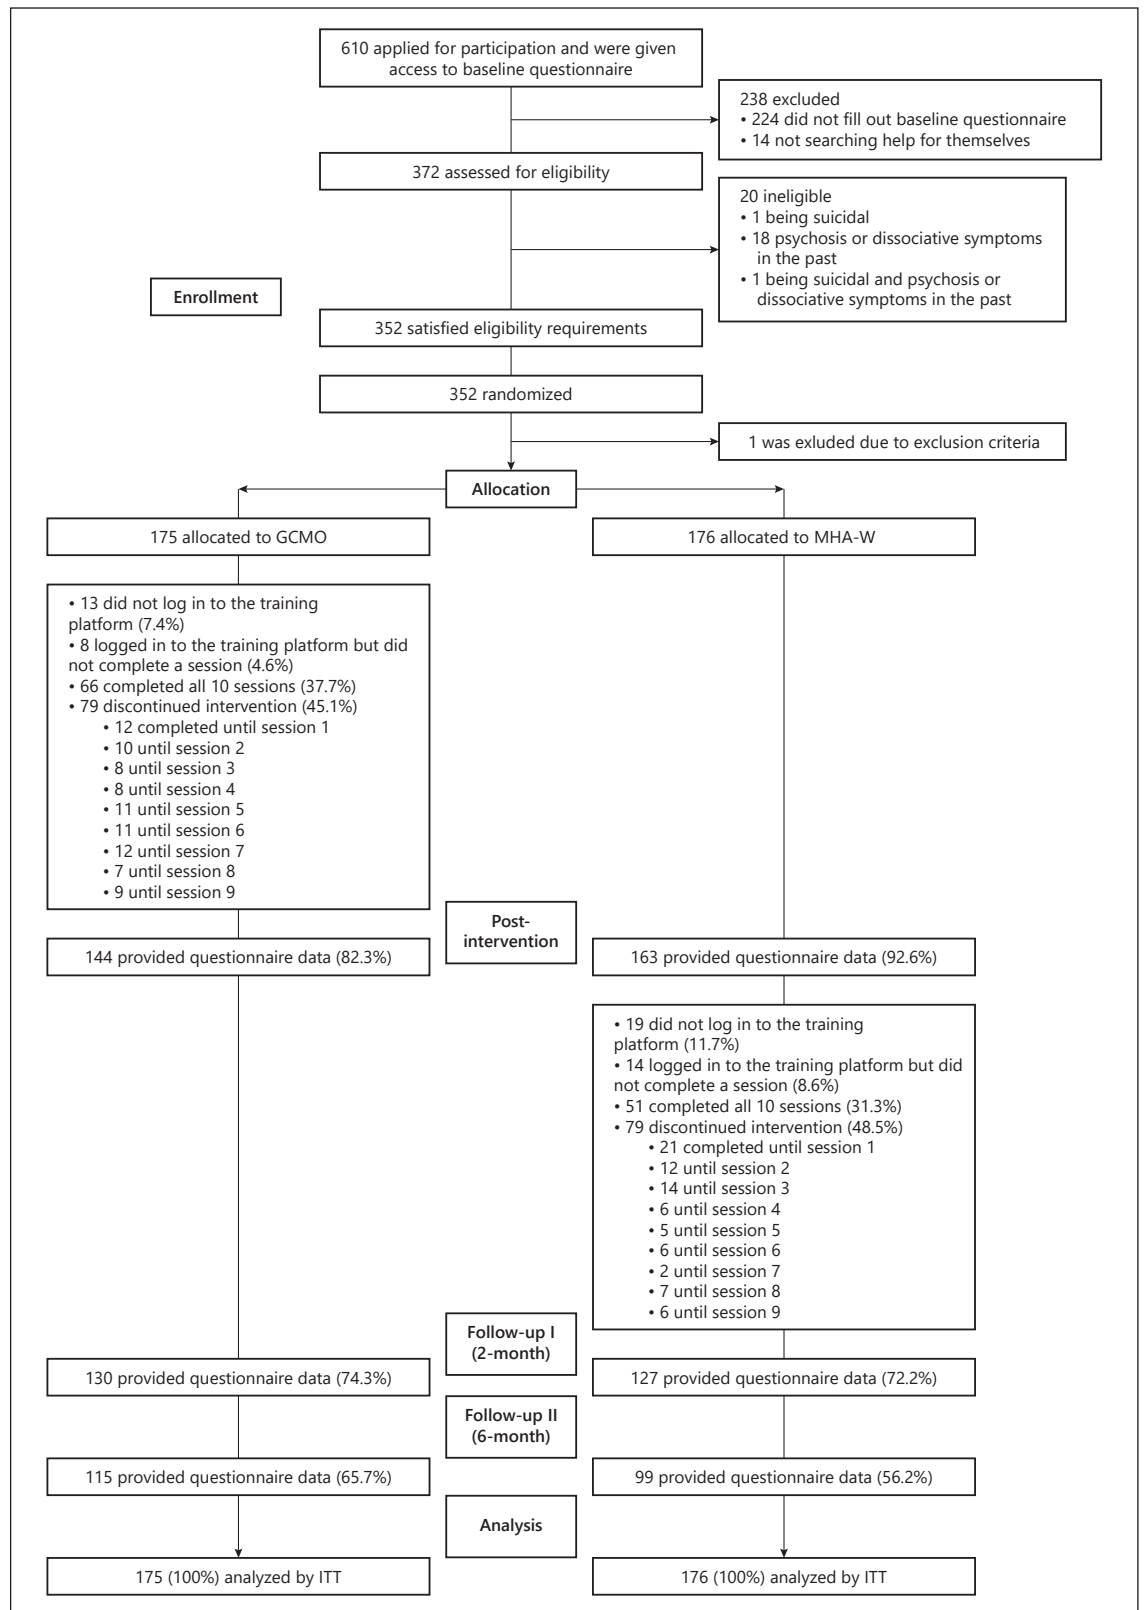 610 applied for participation and were given
access to baseline questionnaire
238 excluded
• 224 did not fill out baseline questionnaire
• 14 not searching help for themselves
372 assessed for eligibility
20 ineligible
• 1 being suicidal
• 18 psychosis or dissociative symptoms
in the past
• 1 being suicidal and psychosis or
dissociative symptoms in the past
Enrollment
352 satisfied eligibility requirements
352 randomized
1 was exluded due to exclusion criteria
Allocation
175 allocated to GCMO
176 allocated to MHA-W
• 13 did not log in to the training
platform (7.4%)
• 8 logged in to the training platform but did
not complete a session (4.6%)
• 66 completed all 10 sessions (37.7%)
• 79 discontinued intervention (45.1%)
• 12 completed until session 1
• 10 until session 2
• 8 until session 3
• 8 until session 4
• 11 until session 5
• 11 until session 6
• 12 until session 7
• 7 until session 8
• 9 until session 9
Post-
intervention
144 provided questionnaire data (82.3%)
163 provided questionnaire data (92.6%)
• 19 did not log in to the training
platform (11.7%)
• 14 logged in to the training platform but did
not complete a session (8.6%)
• 51 completed all 10 sessions (31.3%)
• 79 discontinued intervention (48.5%)
• 21 completed until session 1
• 12 until session 2
• 14 until session 3
• 6 until session 4
• 5 until session 5
• 6 until session 6
• 2 until session 7
• 7 until session 8
• 6 until session 9
Follow-up I
(2-month)
130 provided questionnaire data (74.3%)
127 provided questionnaire data (72.2%)
Follow-up II
(6-month)
115 provided questionnaire data (65.7%)
99 provided questionnaire data (56.2%)
Analysis
175 (100%) analyzed by ITT
176 (100%) analyzed by ITT